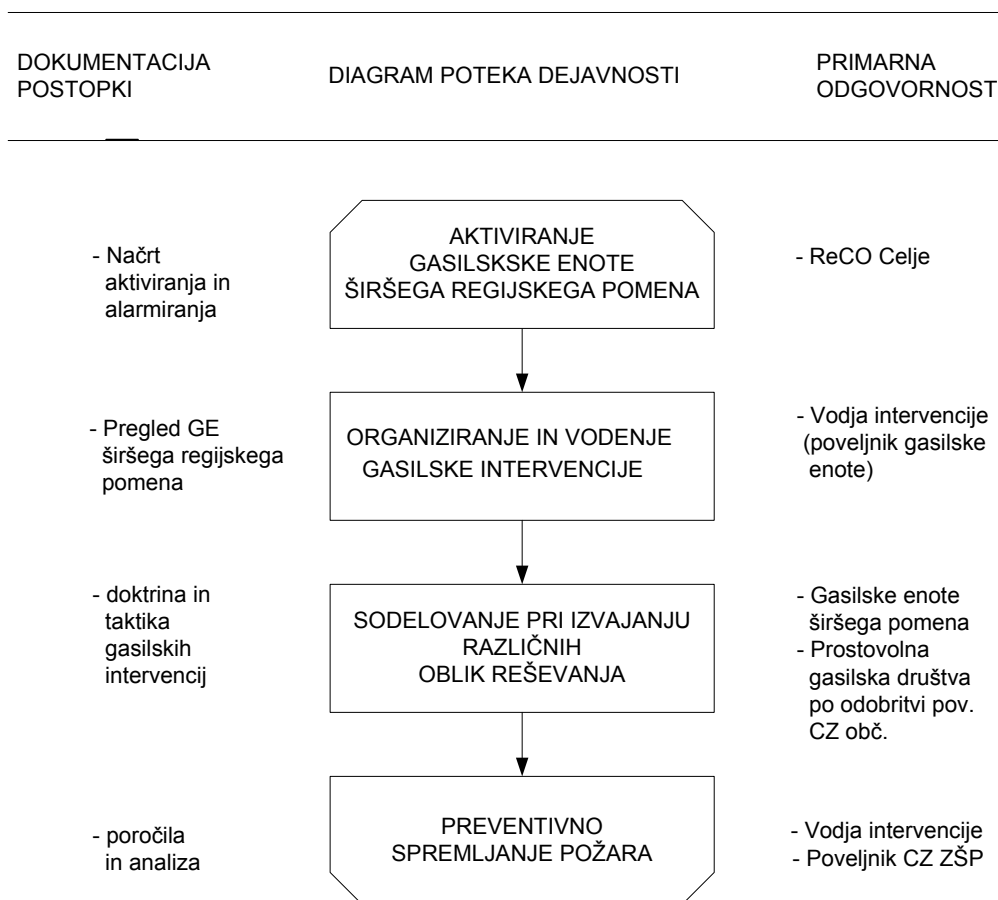 DOKUMENTACIJA
POSTOPKI
DIAGRAM POTEKA DEJAVNOSTI
PRIMARNA
ODGOVORNOST
- Načrt
aktiviranja in
alarmiranja
AKTIVIRANJE
GASILSKSKE ENOTE
ŠIRŠEGA REGIJSKEGA POMENA
- ReCO Celje
- Pregled GE
širšega regijskega
pomena
ORGANIZIRANJE IN VODENJE
GASILSKE INTERVENCIJE
- Vodja intervencije
(poveljnik gasilske
enote)
- doktrina in
taktika
gasilskih
intervencij
SODELOVANJE PRI IZVAJANJU
RAZLIČNIH
OBLIK REŠEVANJA
- Gasilske enote
širšega pomena
- Prostovolna
gasilska društva
po odobritvi pov.
CZ obč.
- poročila
in analiza
PREVENTIVNO
SPREMLJANJE POŽARA
- Vodja intervencije
- Poveljnik CZ ZŠP